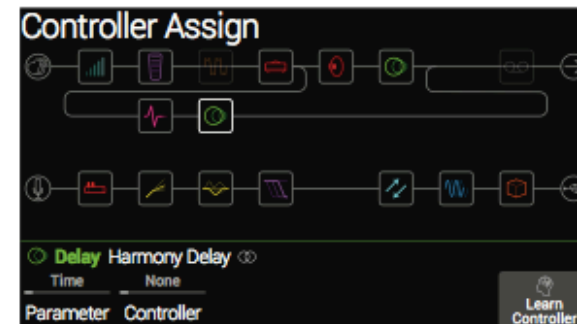 Controller Assign
Delay Harmony Delay
Time None
Parameter Controller
Learn
Controller